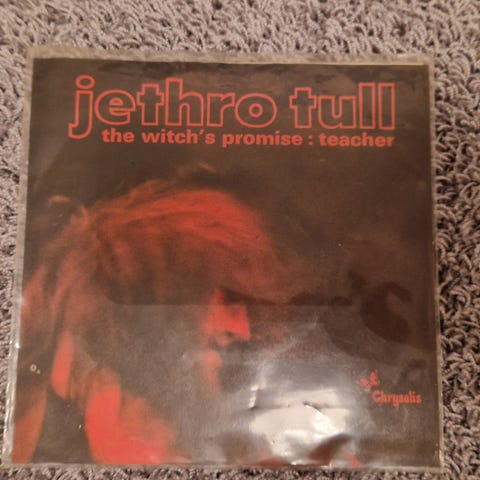 jethro tull
the witch's promise : teacher
Chrysalis